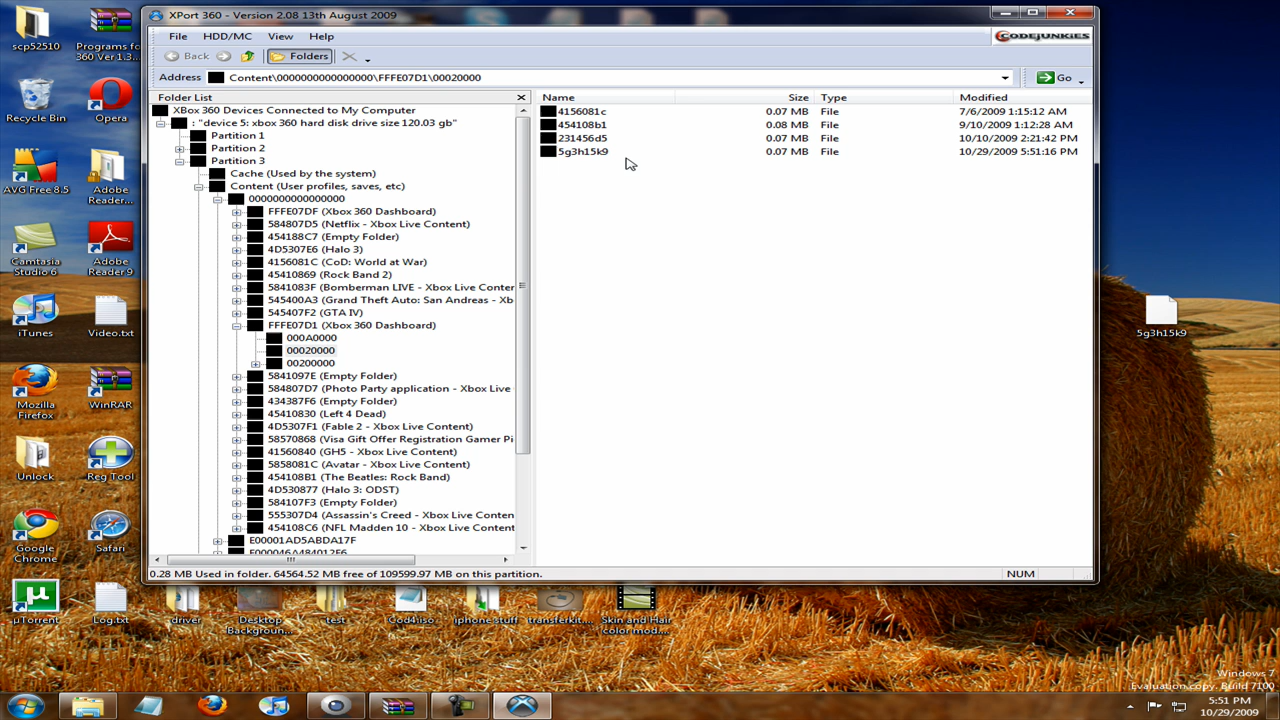 XPort 360 - Version 2.08 13th August 2009
File HDD/MC View Help
CODEJUNKIES
Back Folders
Address Content\0000000000000000\FFFE07D1\00020000 Go
Folder List
XBox 360 Devices Connected to My Computer
: "device 5: xbox 360 hard disk drive size 120.03 gb"
Partition 1
Partition 2
Partition 3
Cache (Used by the system)
Content (User profiles, saves, etc)
0000000000000000
FFFE07DF (Xbox 360 Dashboard)
584807D5 (Netflix - Xbox Live Content)
454188C7 (Empty Folder)
4D5307E6 (Halo 3)
4156081C (CoD: World at War)
45410869 (Rock Band 2)
5841083F (Bomberman LIVE - Xbox Live Conter
545400A3 (Grand Theft Auto: San Andreas - Xb
545407F2 (GTA IV)
FFFE07D1 (Xbox 360 Dashboard)
000A0000
00020000
00200000
5841097E (Empty Folder)
584807D7 (Photo Party application - Xbox Live
434387F6 (Empty Folder)
45410830 (Left 4 Dead)
4D5307F1 (Fable 2 - Xbox Live Content)
58570868 (Visa Gift Offer Registration Gamer Pi
41560840 (GH5 - Xbox Live Content)
5858081C (Avatar - Xbox Live Content)
454108B1 (The Beatles: Rock Band)
4D530877 (Halo 3: ODST)
584107F3 (Empty Folder)
555307D4 (Assassin's Creed - Xbox Live Content
454108C6 (NFL Madden 10 - Xbox Live Content
E00001AD5ABDA17F
E000046A484012F6
Name Size Type Modified
4156081c 0.07 MB File 7/6/2009 1:15:12 AM
454108b1 0.08 MB File 9/10/2009 1:12:28 AM
231456d5 0.07 MB File 10/10/2009 2:21:42 PM
5g3h15k9 0.07 MB File 10/29/2009 5:51:16 PM
0.28 MB Used in folder. 64564.52 MB free of 109599.97 MB on this partition. NUM
scp52510
Programs fo
360 Ver 1.3...
Recycle Bin
Opera
AVG Free 8.5
Adobe
Reader 8
Camtasia
Studio 6
Adobe
Reader 9
iTunes
Video.txt
Mozilla
Firefox
WinRAR
Unlock
Reg Tool
Google
Chrome
Safari
µTorrent
Log.txt
driver
Desktop
Backgroun...
test
Cod4iso
iphone stuff
transferkit....
Skin and Hair
color mod....
5g3h15k9
Windows 7
Evaluation copy. Build 7100
5:51 PM
10/29/2009